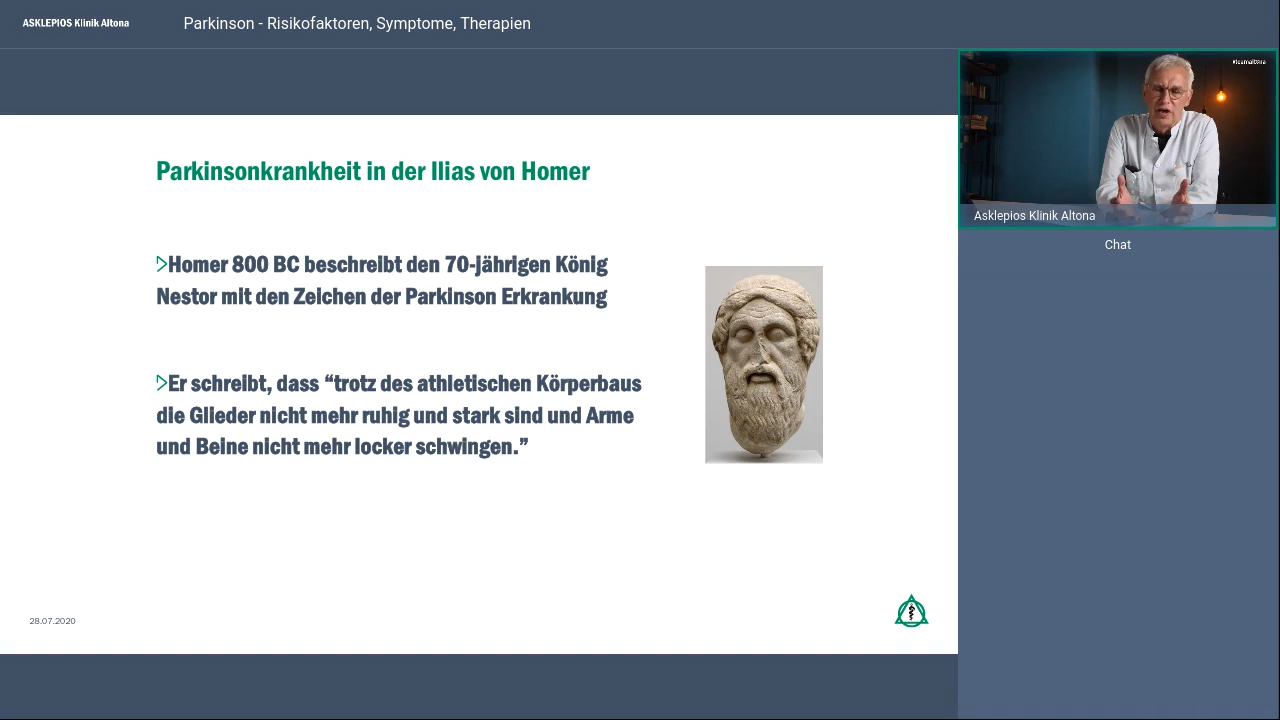 ASKLEPIOS Klinik Altona
Parkinson - Risikofaktoren, Symptome, Therapien
#teamaltona
Asklepios Klinik Altona
Chat
Parkinsonkrankheit in der Ilias von Homer
Homer 800 BC beschreibt den 70-jährigen König
Nestor mit den Zeichen der Parkinson Erkrankung
Er schreibt, dass “trotz des athletischen Körperbaus
die Glieder nicht mehr ruhig und stark sind und Arme
und Beine nicht mehr locker schwingen.”
28.07.2020